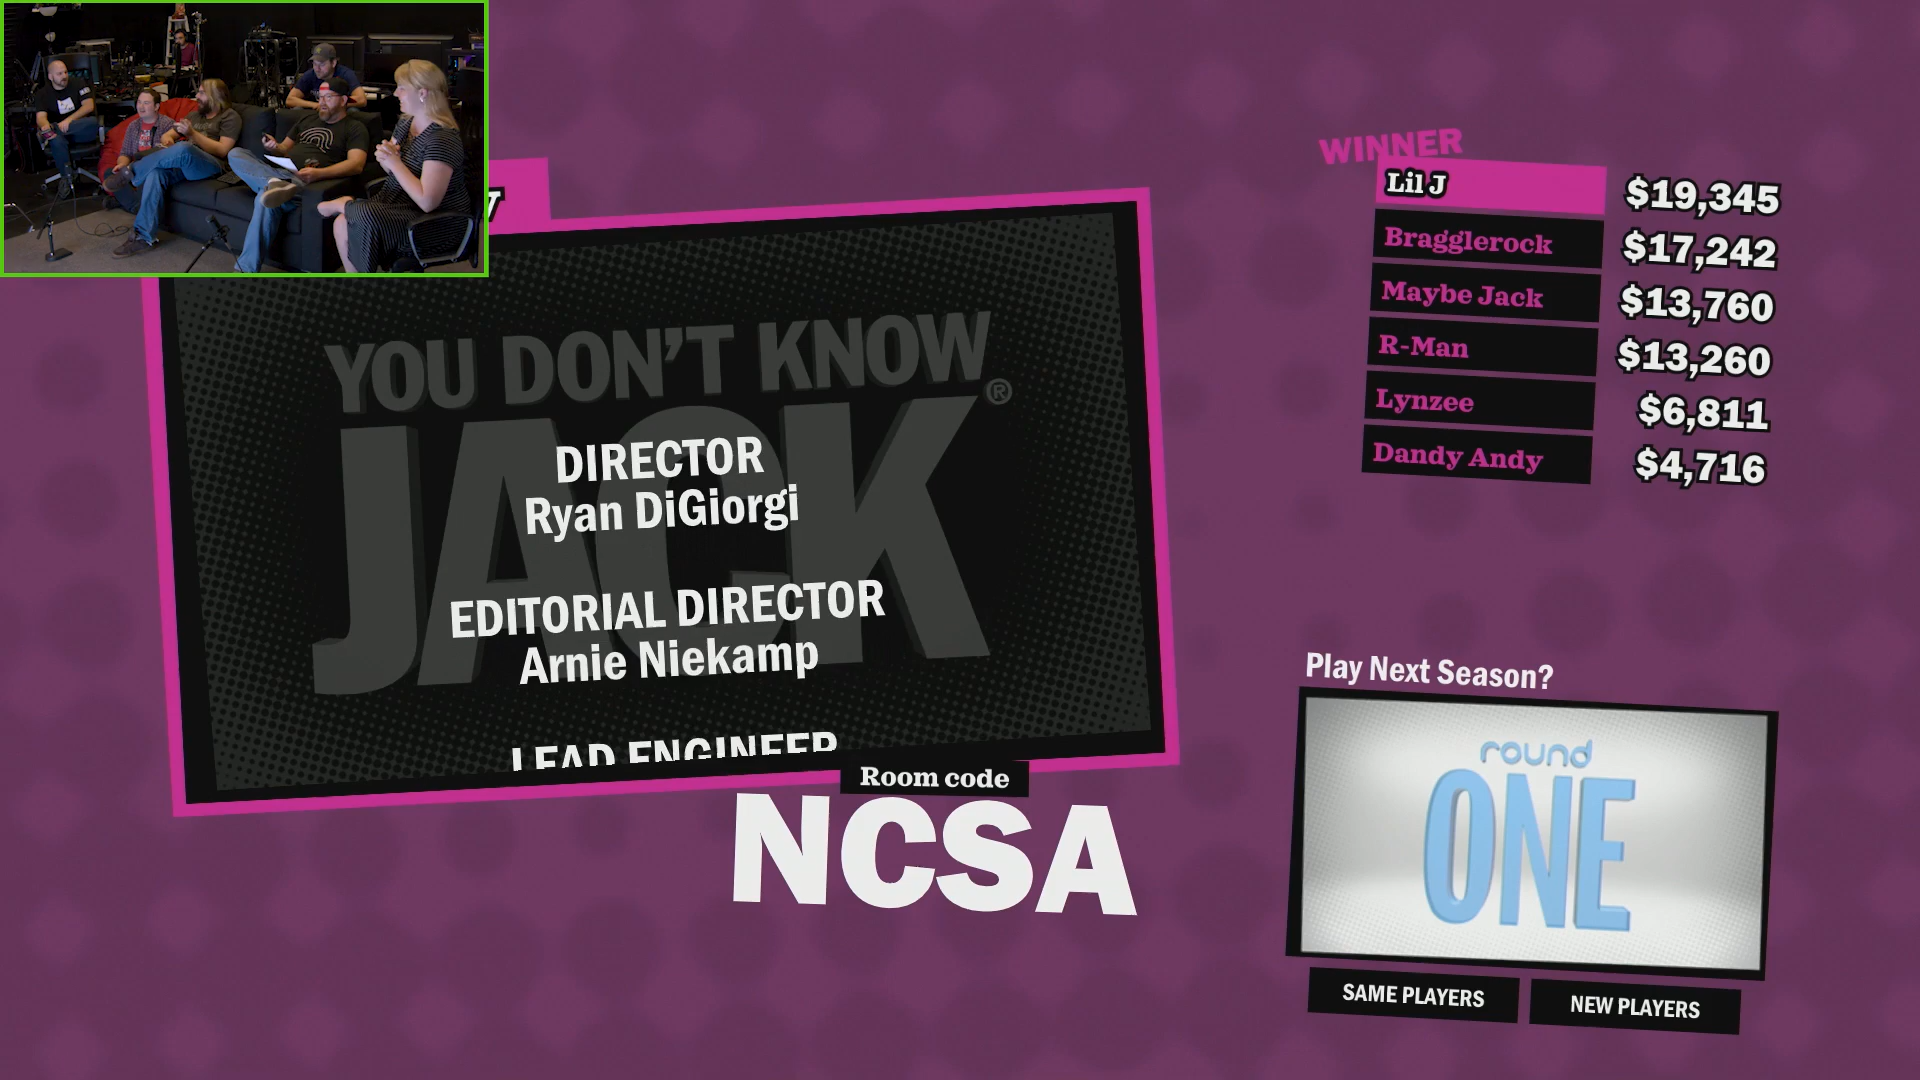 WINNER
Lil J $19,345
Bragglerock $17,242
Maybe Jack $13,760
R-Man $13,260
Lynzee $6,811
Dandy Andy $4,716
YOU DON'T KNOW
JACK®
DIRECTOR
Ryan DiGiorgi
EDITORIAL DIRECTOR
Arnie Niekamp
LEAD ENGINEER
Room code
NCSA
Play Next Season?
round
ONE
SAME PLAYERS
NEW PLAYERS